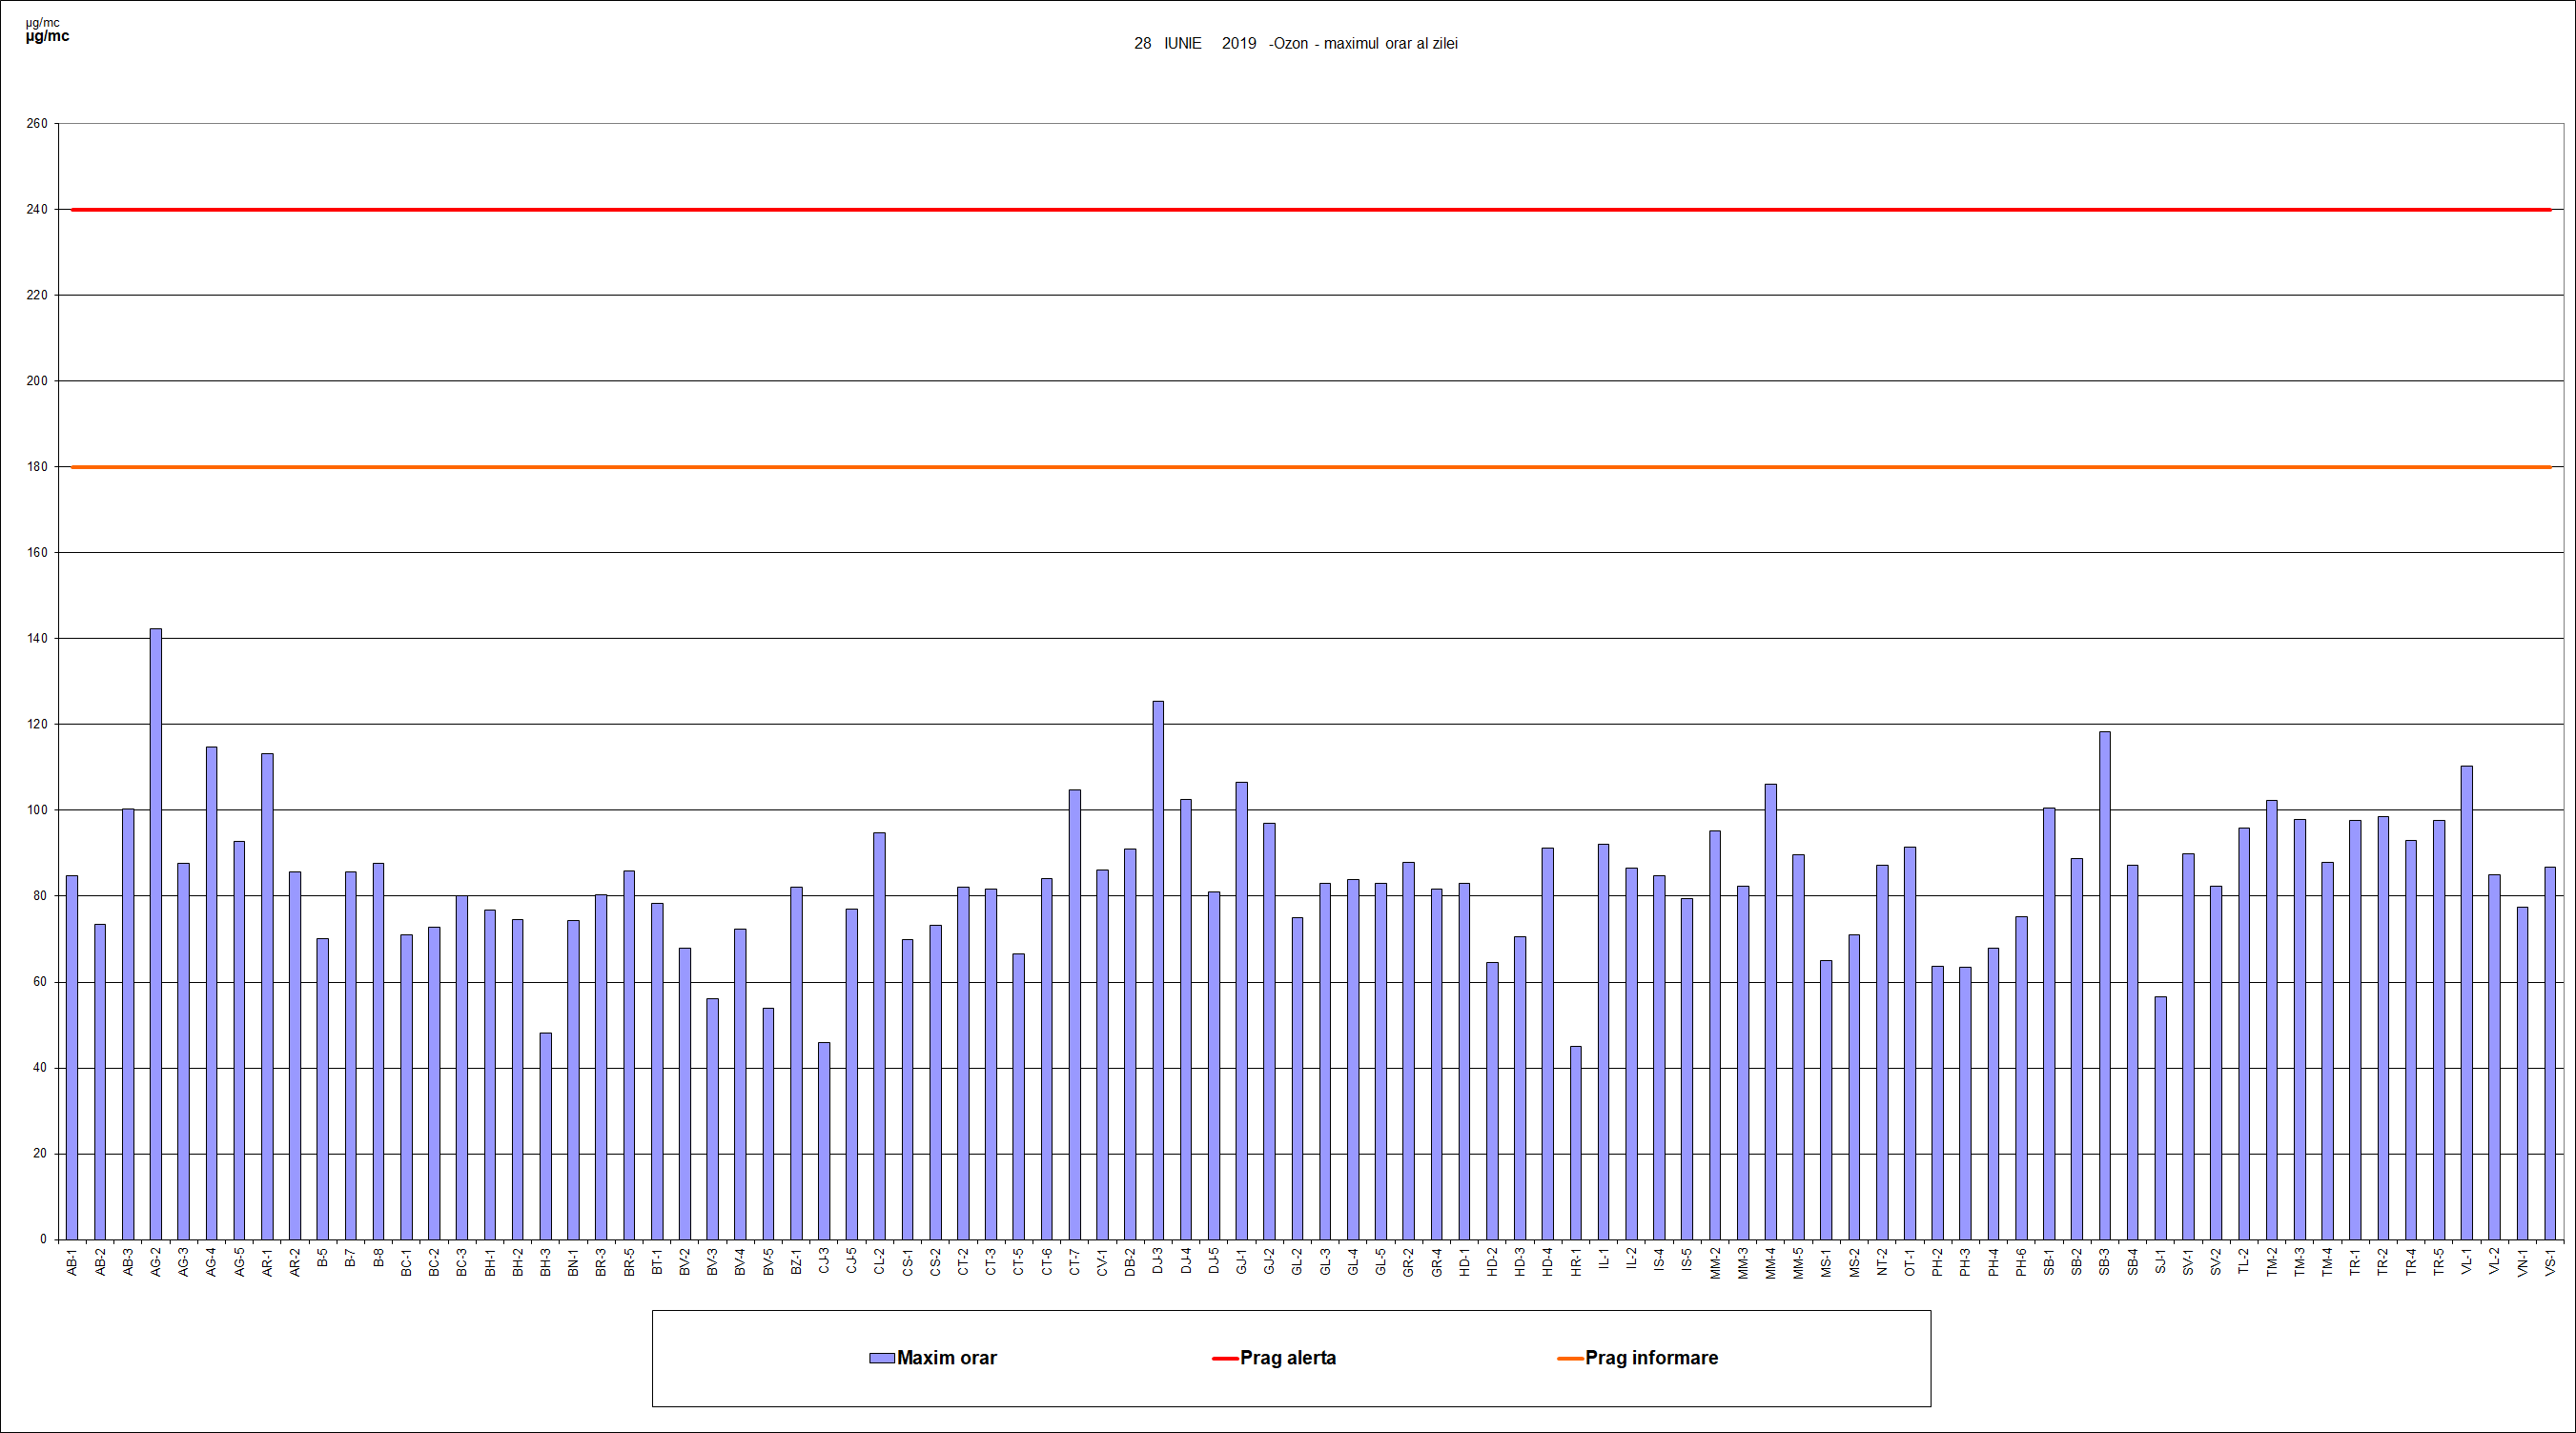 µg/mc
µg/mc
28 IUNIE 2019 -Ozon - maximul orar al zilei
260
240
220
200
180
160
140
120
100
80
60
40
20
0
AB-1
AB-2
AB-3
AG-2
AG-3
AG-4
AG-5
AR-1
AR-2
B-5
B-7
B-8
BC-1
BC-2
BC-3
BH-1
BH-2
BH-3
BN-1
BR-3
BR-5
BT-1
BV-2
BV-3
BV-4
BV-5
BZ-1
CJ-3
CJ-5
CL-2
CS-1
CS-2
CT-2
CT-3
CT-5
CT-6
CT-7
CV-1
DB-2
DJ-3
DJ-4
DJ-5
GJ-1
GJ-2
GL-2
GL-3
GL-4
GL-5
GR-2
GR-4
HD-1
HD-2
HD-3
HD-4
HR-1
IL-1
IL-2
IS-4
IS-5
MM-2
MM-3
MM-4
MM-5
MS-1
MS-2
NT-2
OT-1
PH-2
PH-3
PH-4
PH-6
SB-1
SB-2
SB-3
SB-4
SJ-1
SV-1
SV-2
TL-2
TM-2
TM-3
TM-4
TR-1
TR-2
TR-4
TR-5
VL-1
VL-2
VN-1
VS-1
Maxim orar
Prag alerta
Prag informare